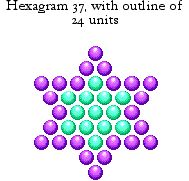 Hexagram 37, with outline of
24 units